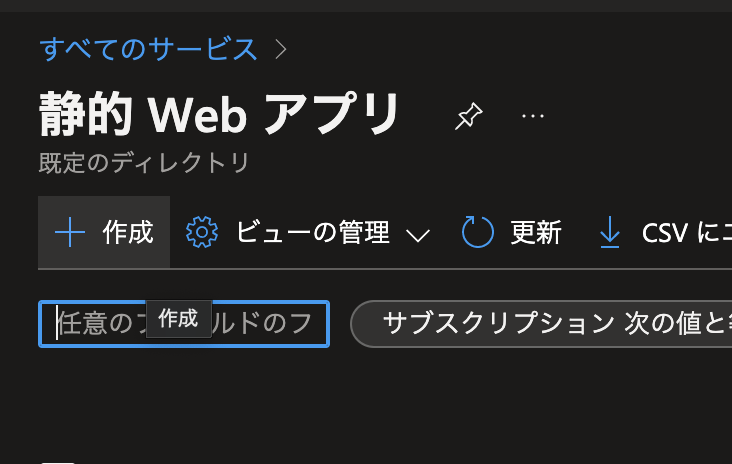 すべてのサービス
静的 Web アプリ
既定のディレクトリ
作成 ビューの管理 更新 CSV に
任意のフ ルドのフ サブスクリプション 次の値と
作成